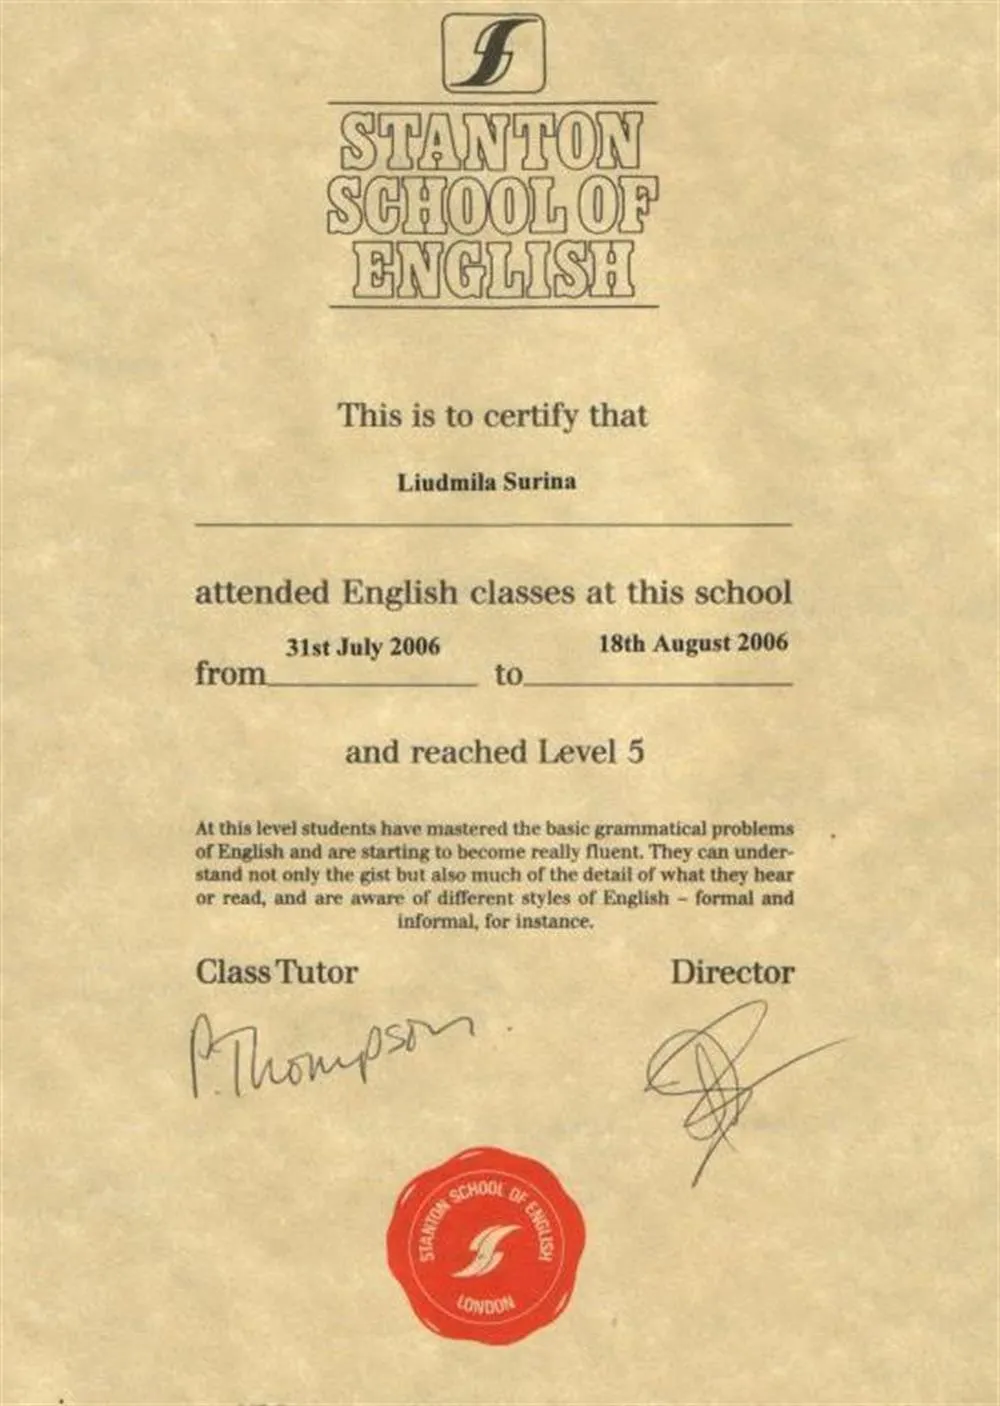 STANTON
SCHOOL OF
ENGLISH
This is to certify that
Liudmila Surina
attended English classes at this school
31st July 2006 18th August 2006
from to
and reached Level 5
At this level students have mastered the basic grammatical problems
of English and are starting to become really fluent. They can under-
stand not only the gist but also much of the detail of what they hear
or read, and are aware of different styles of English – formal and
informal, for instance.
Class Tutor Director
P. Thompson
STANTON SCHOOL OF ENGLISH
LONDON